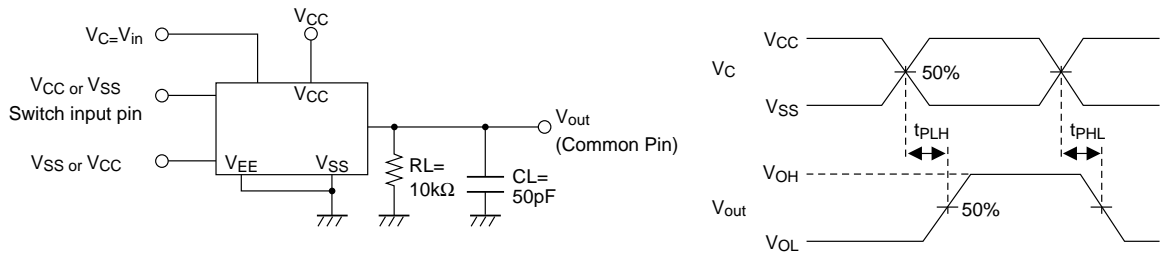 VC=Vin
VCC
VCC or VSS
Switch input pin
VSS or VCC
VCC
VEE
VSS
RL=
10kΩ
CL=
50pF
Vout
(Common Pin)
VCC
VC
VSS
50%
tPLH
tPHL
VOH
Vout
50%
VOL